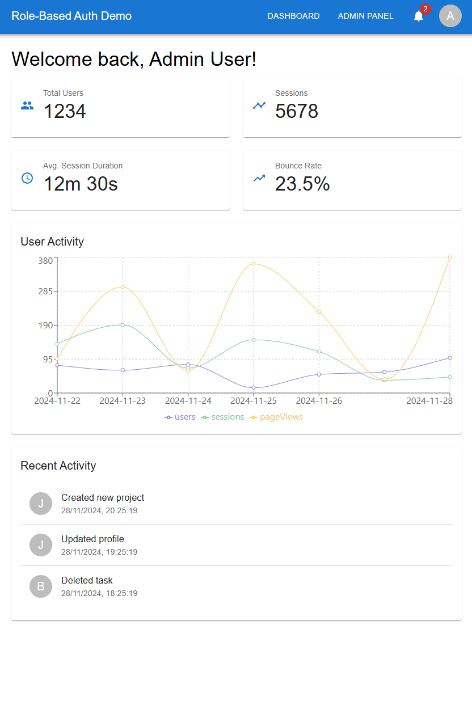 Role-Based Auth Demo
DASHBOARD
ADMIN PANEL
2
A
Welcome back, Admin User!
Total Users
1234
Sessions
5678
Avg. Session Duration
12m 30s
Bounce Rate
23.5%
User Activity
380
285
190
95
0
2024-11-22 2024-11-23 2024-11-24 2024-11-25 2024-11-26 2024-11-28
users sessions pageViews
Recent Activity
J
Created new project
28/11/2024, 20:25:19
J
Updated profile
28/11/2024, 19:25:19
B
Deleted task
28/11/2024, 18:25:19